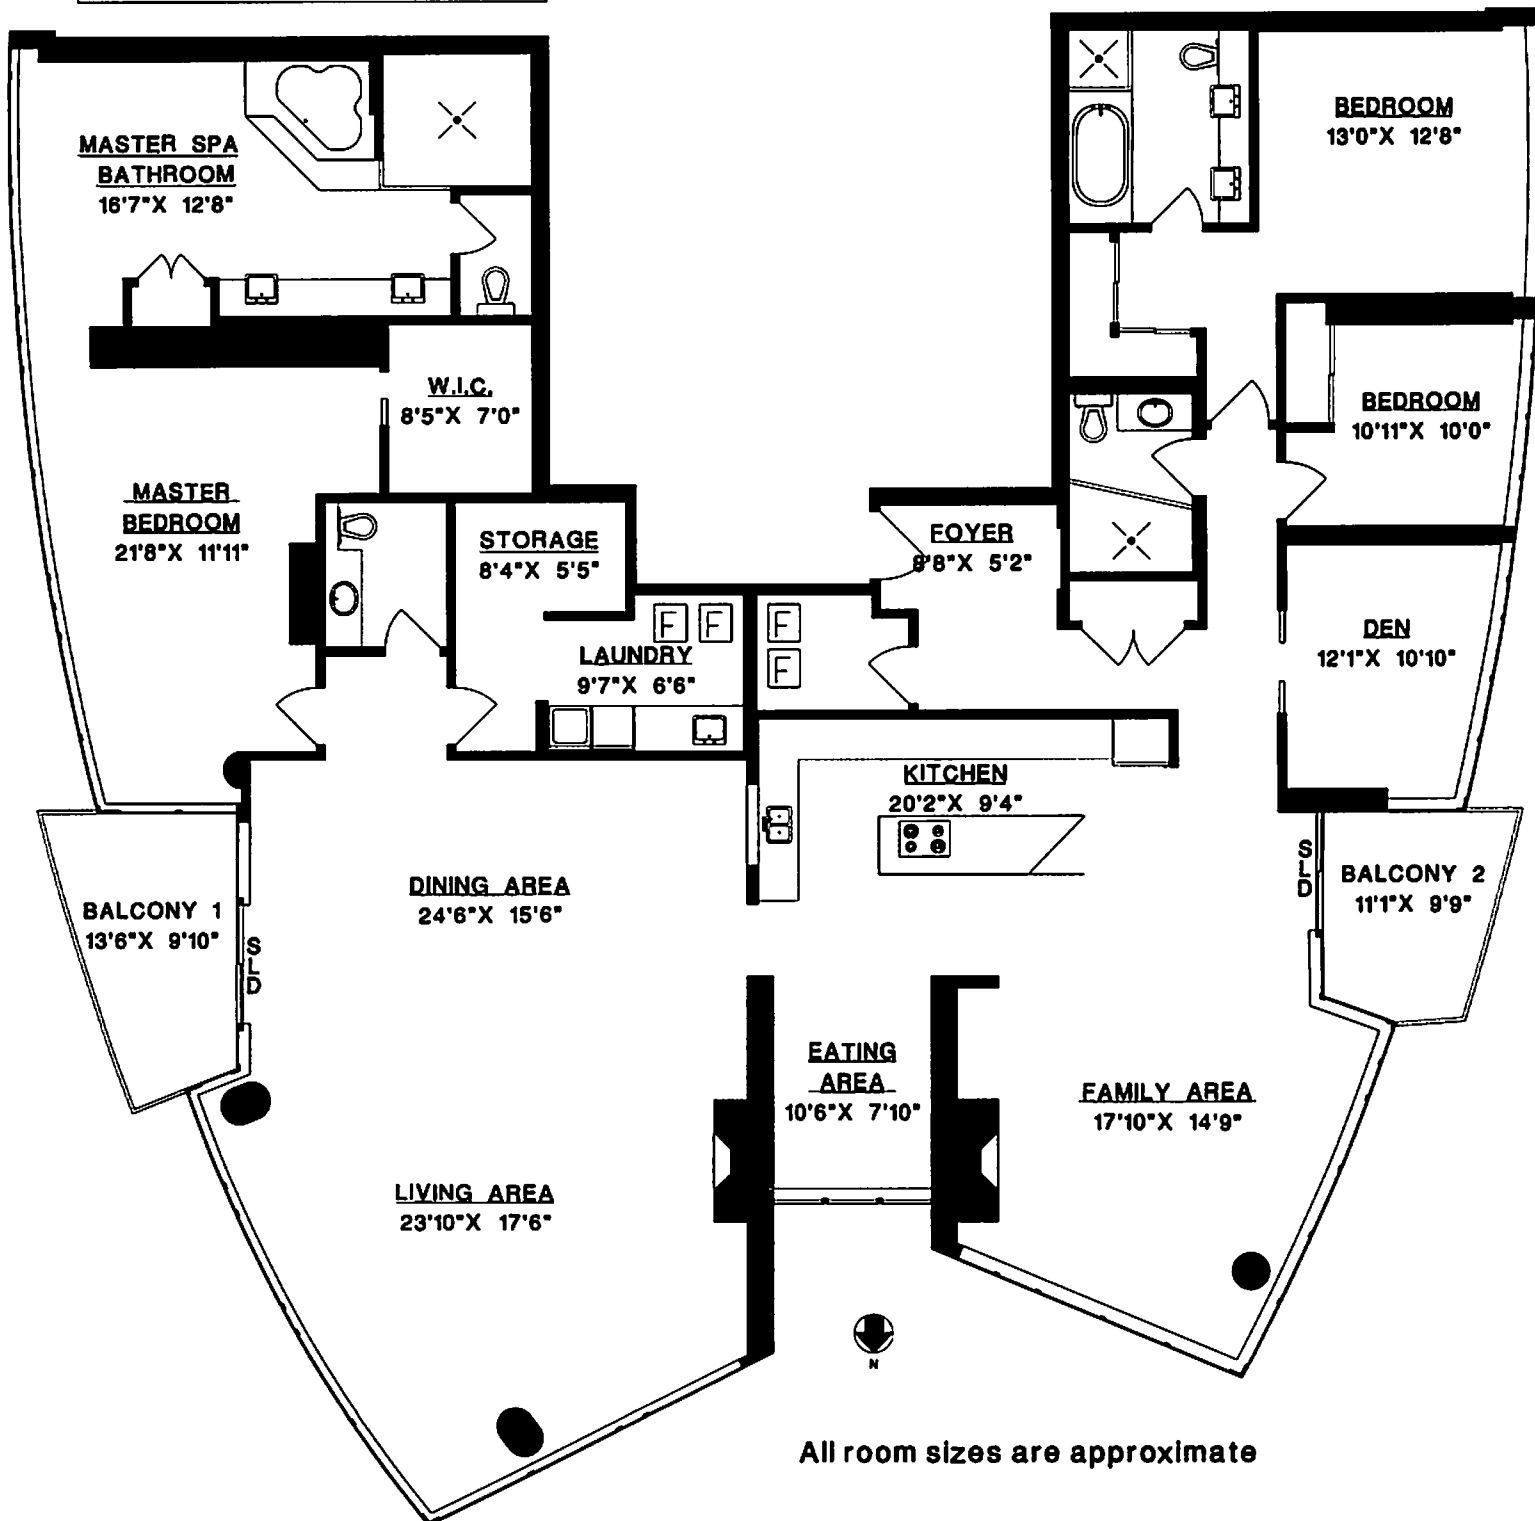 MASTER SPA
BATHROOM
16'7"X 12'8"
BEDROOM
13'0"X 12'8"
W.I.C.
8'5"X 7'0"
BEDROOM
10'11"X 10'0"
MASTER
BEDROOM
21'8"X 11'11"
STORAGE
8'4"X 5'5"
FOYER
8'8"X 5'2"
F F
F
F
LAUNDRY
9'7"X 6'6"
DEN
12'1"X 10'10"
KITCHEN
20'2"X 9'4"
DINING AREA
24'6"X 15'6"
BALCONY 1
13'6"X 9'10"
SLD
SLD
BALCONY 2
11'1"X 9'9"
EATING
AREA
10'6"X 7'10"
FAMILY AREA
17'10"X 14'9"
LIVING AREA
23'10"X 17'6"
N
All room sizes are approximate